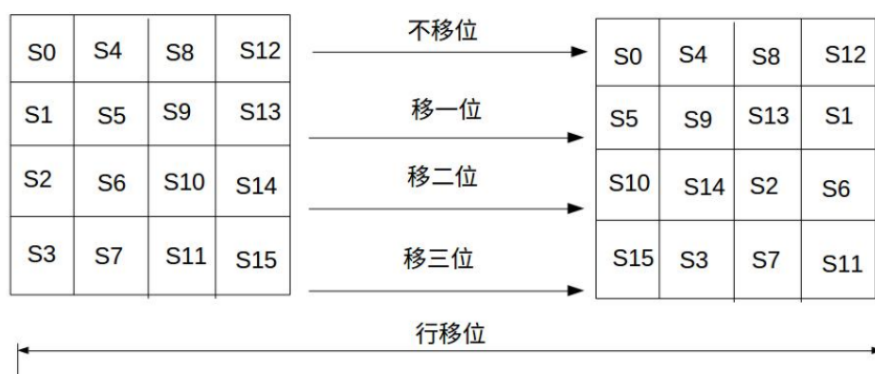 S0 S4 S8 S12 不移位 S0 S4 S8 S12
S1 S5 S9 S13 移一位 S5 S9 S13 S1
S2 S6 S10 S14 移二位 S10 S14 S2 S6
S3 S7 S11 S15 移三位 S15 S3 S7 S11
行移位